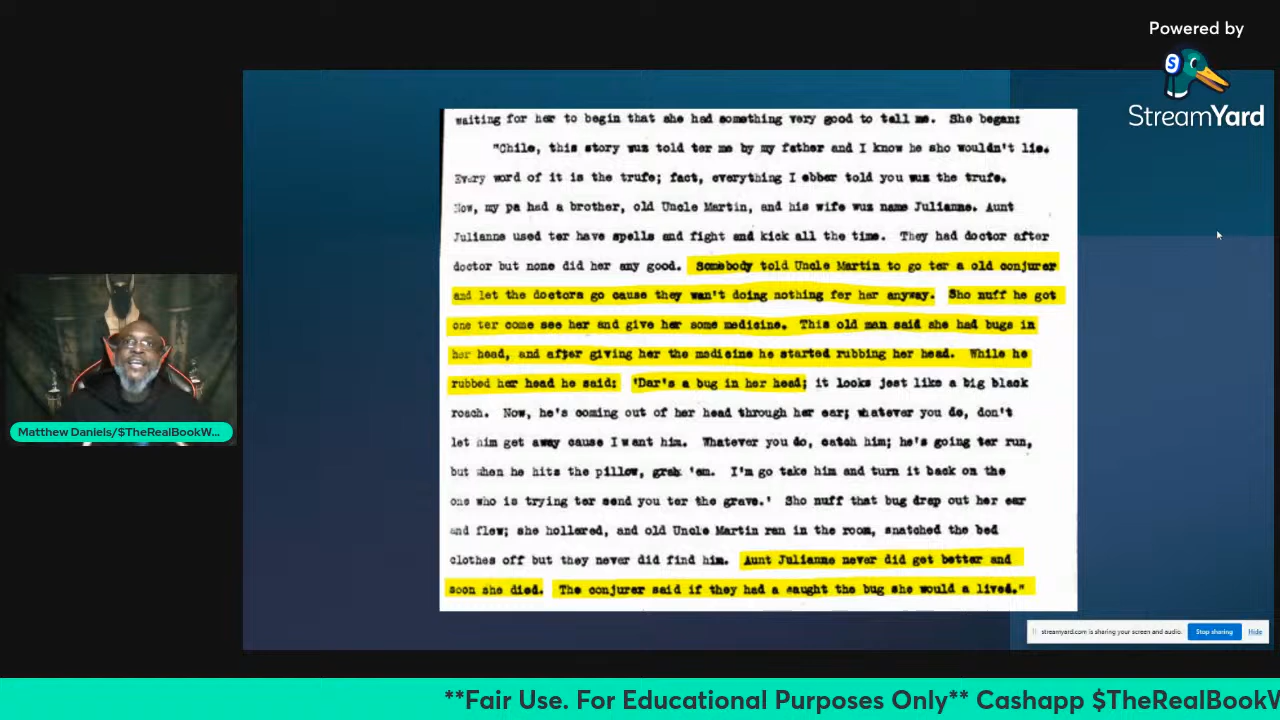 Powered by
StreamYard
waiting for her to begin that she had something very good to tell me. She began:
"Chile, this story wus told ter me by my father and I know he sho wouldn't lie.
Every word of it is the trufe; fact, everything I ebber told you wus the trufe.
Now, my pa had a brother, old Uncle Martin, and his wife wuz name Julianne. Aunt
Julianne used ter have spells and fight and kick all the time. They had doctor after
doctor but none did her any good. Somebody told Uncle Martin to go ter a old conjurer
and let the doctors go cause they wan't doing nothing fer her anyway. Sho nuff he got
one ter come see her and give her some medicine. This old man said she had bugs in
her head, and after giving her the medicine he started rubbing her head. While he
rubbed her head he said: 'Dar's a bug in her head; it looks jest like a big black
roach. Now, he's coming out of her head through her ear; whatever you do, don't
let him get away cause I want him. Whatever you do, catch him; he's going ter run,
but when he hits the pillow, grab 'em. I'm go take him and turn it back on the
one who is trying ter send you ter the grave.' Sho nuff that bug drap out her ear
and flew; she hollered, and old Uncle Martin ran in the room, snatched the bed
clothes off but they never did find him. Aunt Julianne never did get better and
soon she died. The conjurer said if they had a caught the bug she would a lived."
Matthew Daniels/$TheRealBookW...
streamyard.com is sharing your screen and audio.
Stop sharing
Hide
**Fair Use. For Educational Purposes Only** Cashapp $TheRealBookW